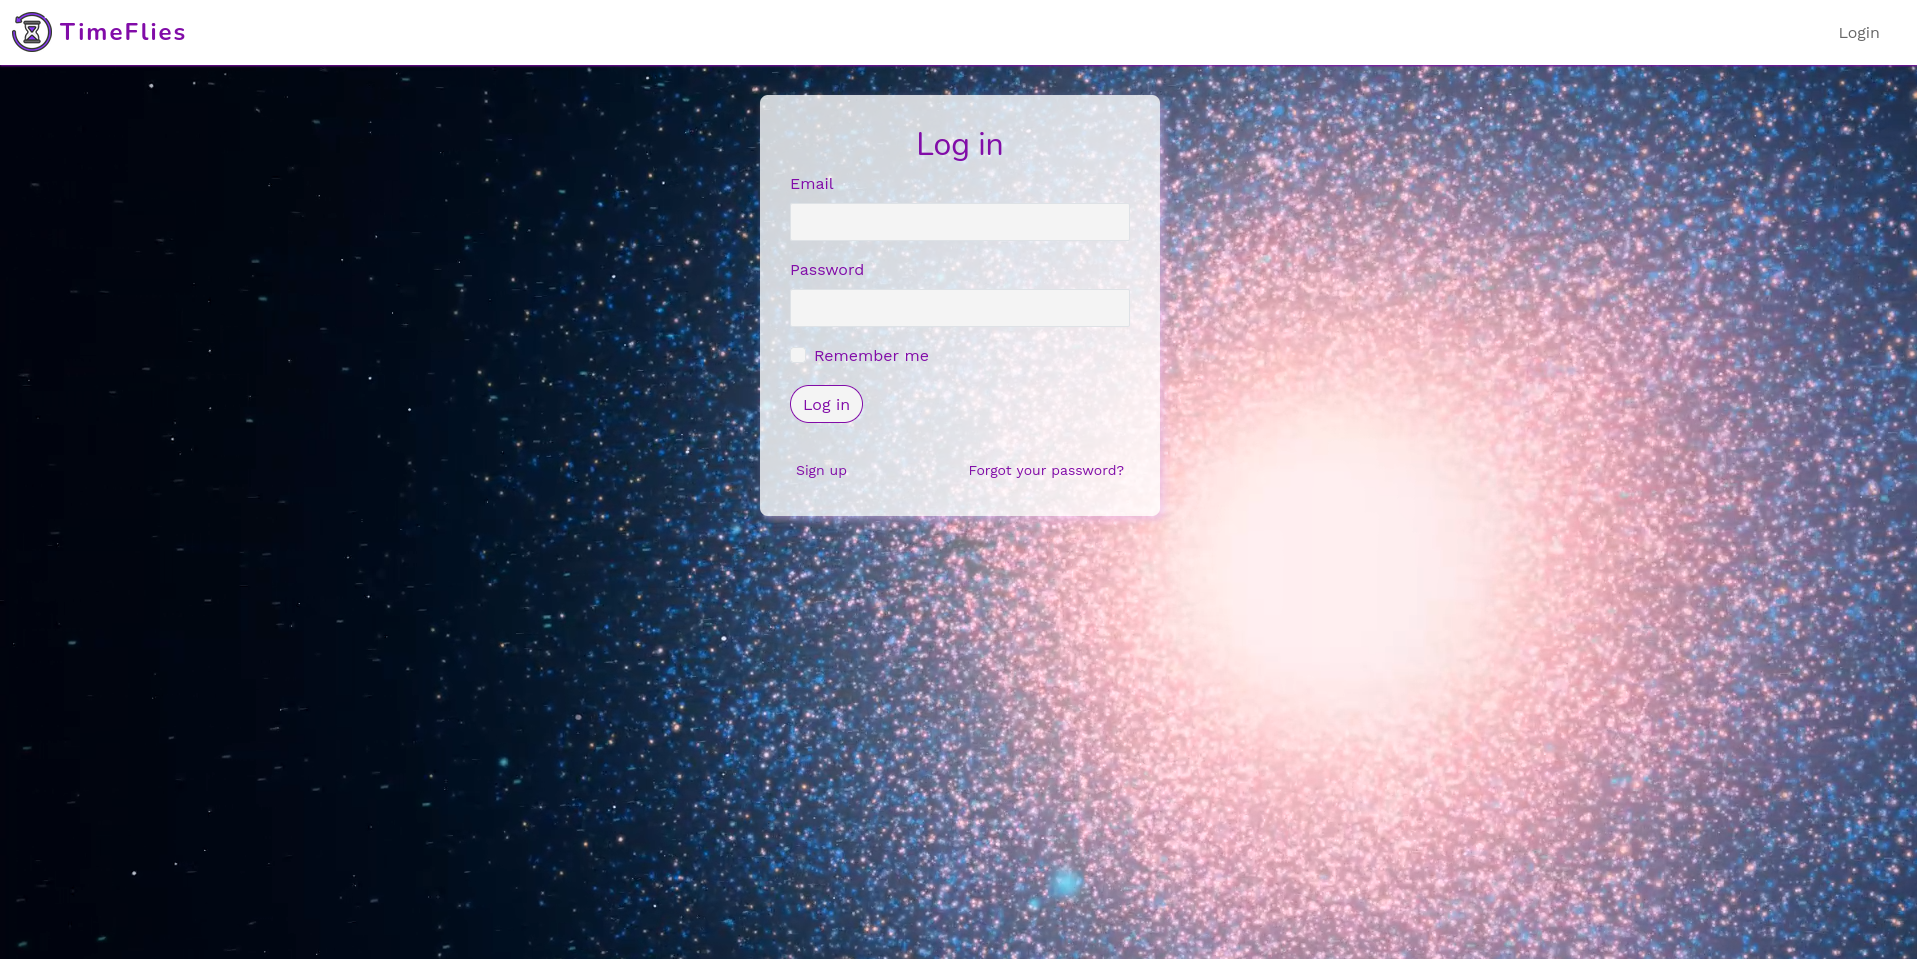 TimeFlies
Login
Log in
Email
Password
Remember me
Log in
Sign up
Forgot your password?